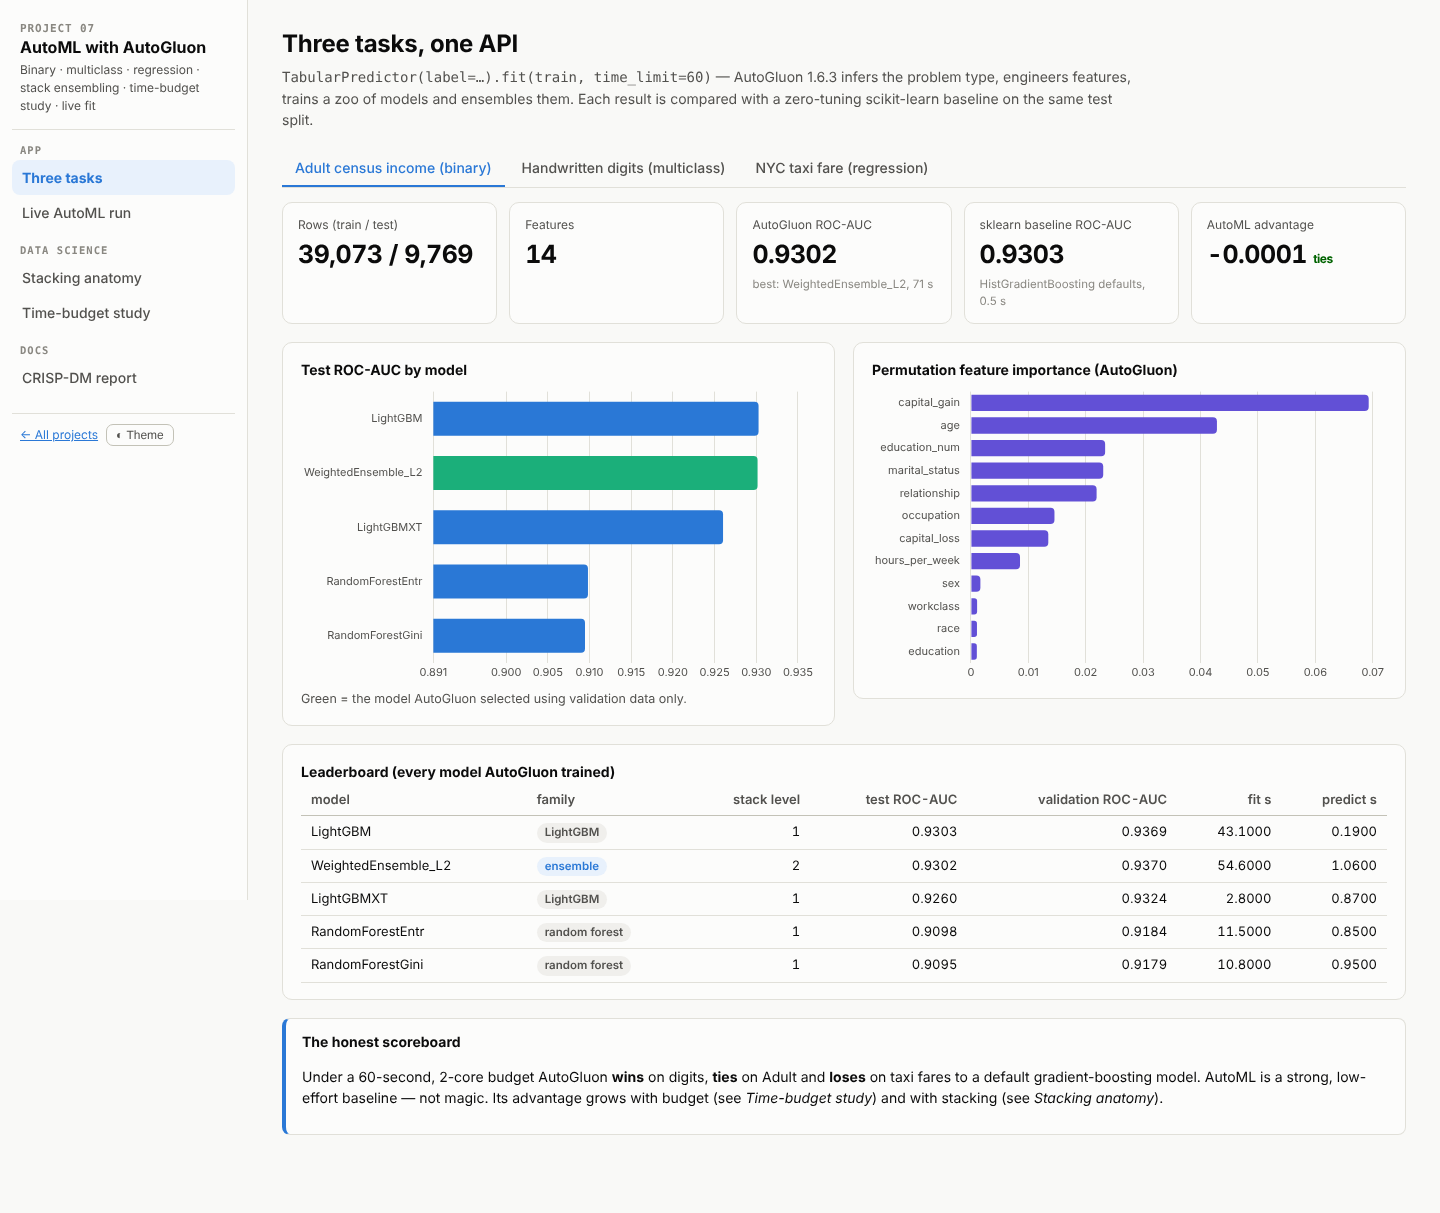 PROJECT 07
AutoML with AutoGluon
Binary · multiclass · regression ·
stack ensembling · time-budget
study · live fit
APP
Three tasks
Live AutoML run
DATA SCIENCE
Stacking anatomy
Time-budget study
DOCS
CRISP-DM report
← All projects
Theme
Three tasks, one API
TabularPredictor(label=…).fit(train, time_limit=60) — AutoGluon 1.6.3 infers the problem type, engineers features,
trains a zoo of models and ensembles them. Each result is compared with a zero-tuning scikit-learn baseline on the same test
split.
Adult census income (binary) Handwritten digits (multiclass) NYC taxi fare (regression)
Rows (train / test)
39,073 / 9,769
Features
14
AutoGluon ROC-AUC
0.9302
best: WeightedEnsemble_L2, 71 s
sklearn baseline ROC-AUC
0.9303
HistGradientBoosting defaults,
0.5 s
AutoML advantage
-0.0001 ties
Test ROC-AUC by model
LightGBM
WeightedEnsemble_L2
LightGBMXT
RandomForestEntr
RandomForestGini
0.891 0.900 0.905 0.910 0.915 0.920 0.925 0.930 0.935
Green = the model AutoGluon selected using validation data only.
Permutation feature importance (AutoGluon)
capital_gain
age
education_num
marital_status
relationship
occupation
capital_loss
hours_per_week
sex
workclass
race
education
0 0.01 0.02 0.03 0.04 0.05 0.06 0.07
Leaderboard (every model AutoGluon trained)
model family stack level test ROC-AUC validation ROC-AUC fit s predict s
LightGBM LightGBM 1 0.9303 0.9369 43.1000 0.1900
WeightedEnsemble_L2 ensemble 2 0.9302 0.9370 54.6000 1.0600
LightGBMXT LightGBM 1 0.9260 0.9324 2.8000 0.8700
RandomForestEntr random forest 1 0.9098 0.9184 11.5000 0.8500
RandomForestGini random forest 1 0.9095 0.9179 10.8000 0.9500
The honest scoreboard
Under a 60-second, 2-core budget AutoGluon wins on digits, ties on Adult and loses on taxi fares to a default gradient-boosting model. AutoML is a strong, low-
effort baseline — not magic. Its advantage grows with budget (see Time-budget study) and with stacking (see Stacking anatomy).